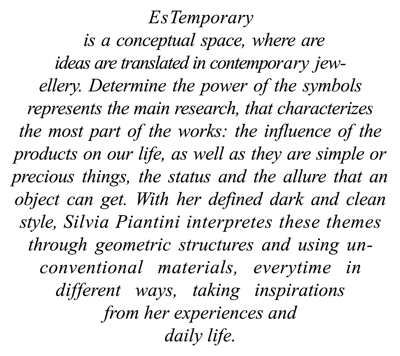 EsTemporary
is a conceptual space, where are
ideas are translated in contemporary jew-
ellery. Determine the power of the symbols
represents the main research, that characterizes
the most part of the works: the influence of the
products on our life, as well as they are simple or
precious things, the status and the allure that an
object can get. With her defined dark and clean
style, Silvia Piantini interpretes these themes
through geometric structures and using un-
conventional materials, everytime in
different ways, taking inspirations
from her experiences and
daily life.